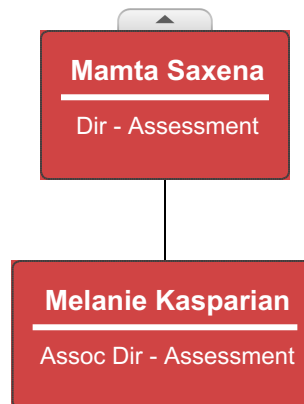 Mamta Saxena
Dir - Assessment
Melanie Kasparian
Assoc Dir - Assessment